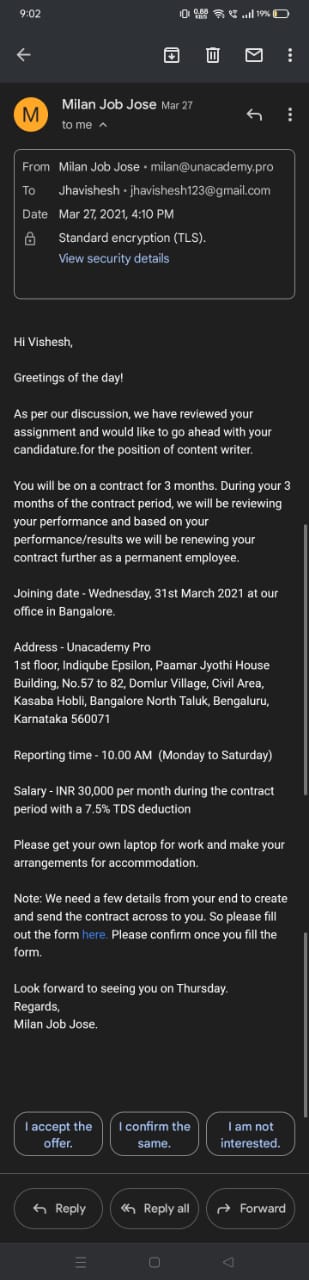 9:02
0.88 KB/S
19%
Milan Job Jose Mar 27
to me
M
From Milan Job Jose • milan@unacademy.pro
To Jhavishesh • jhavishesh123@gmail.com
Date Mar 27, 2021, 4:10 PM
Standard encryption (TLS).
View security details
Hi Vishesh,
Greetings of the day!
As per our discussion, we have reviewed your
assignment and would like to go ahead with your
candidature.for the position of content writer.
You will be on a contract for 3 months. During your 3
months of the contract period, we will be reviewing
your performance and based on your
performance/results we will be renewing your
contract further as a permanent employee.
Joining date - Wednesday, 31st March 2021 at our
office in Bangalore.
Address - Unacademy Pro
1st floor, Indiqube Epsilon, Paamar Jyothi House
Building, No.57 to 82, Domlur Village, Civil Area,
Kasaba Hobli, Bangalore North Taluk, Bengaluru,
Karnataka 560071
Reporting time - 10.00 AM (Monday to Saturday)
Salary - INR 30,000 per month during the contract
period with a 7.5% TDS deduction
Please get your own laptop for work and make your
arrangements for accommodation.
Note: We need a few details from your end to create
and send the contract across to you. So please fill
out the form here. Please confirm once you fill the
form.
Look forward to seeing you on Thursday.
Regards,
Milan Job Jose.
I accept the
offer.
I confirm the
same.
I am not
interested.
Reply
Reply all
Forward